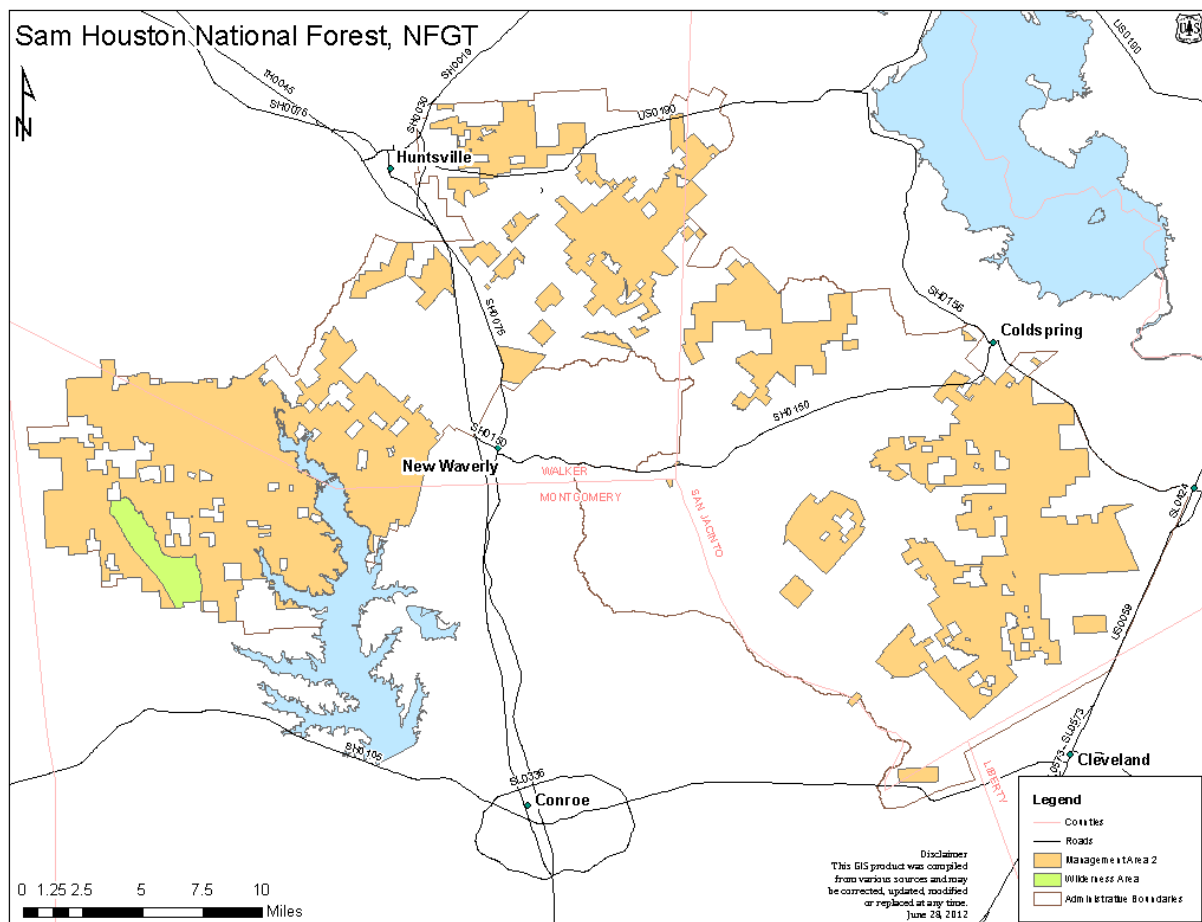 Sam Houston National Forest, NFGT
US
N
IH0045
SH0019
SH0075
SH0030
US0190
US0190
Huntsville
SH0075
SH0156
Coldspring
SH0150
SH0150
New Waverly
WALKER
MONTGOMERY
SAN JACINTO
SL0424
US0059
SH0105
SL0336
Conroe
SL0573
Cleveland
LIBERTY
Legend
Counties
Roads
Management Area 2
Wilderness Area
Administrative Boundaries
Disclaimer
This GIS product was compiled
from various sources and may
be corrected, updated, modified
or replaced at any time.
June 28, 2012
0 1.25 2.5 5 7.5 10
Miles